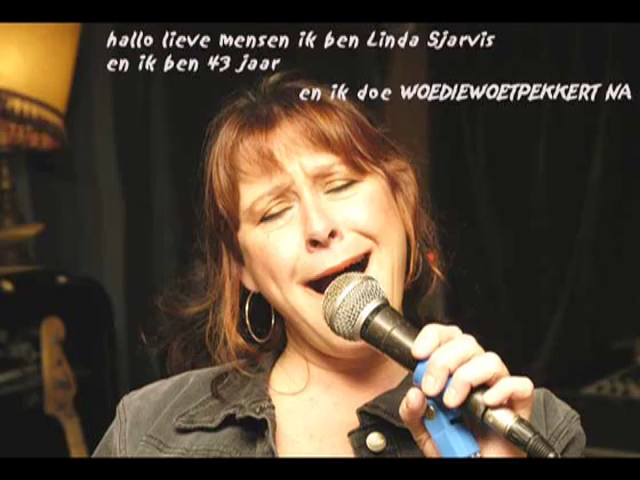 hallo lieve mensen ik ben Linda Sjarvis
en ik ben 43 jaar
en ik doe WOEDIEWOETPEKKERT NA